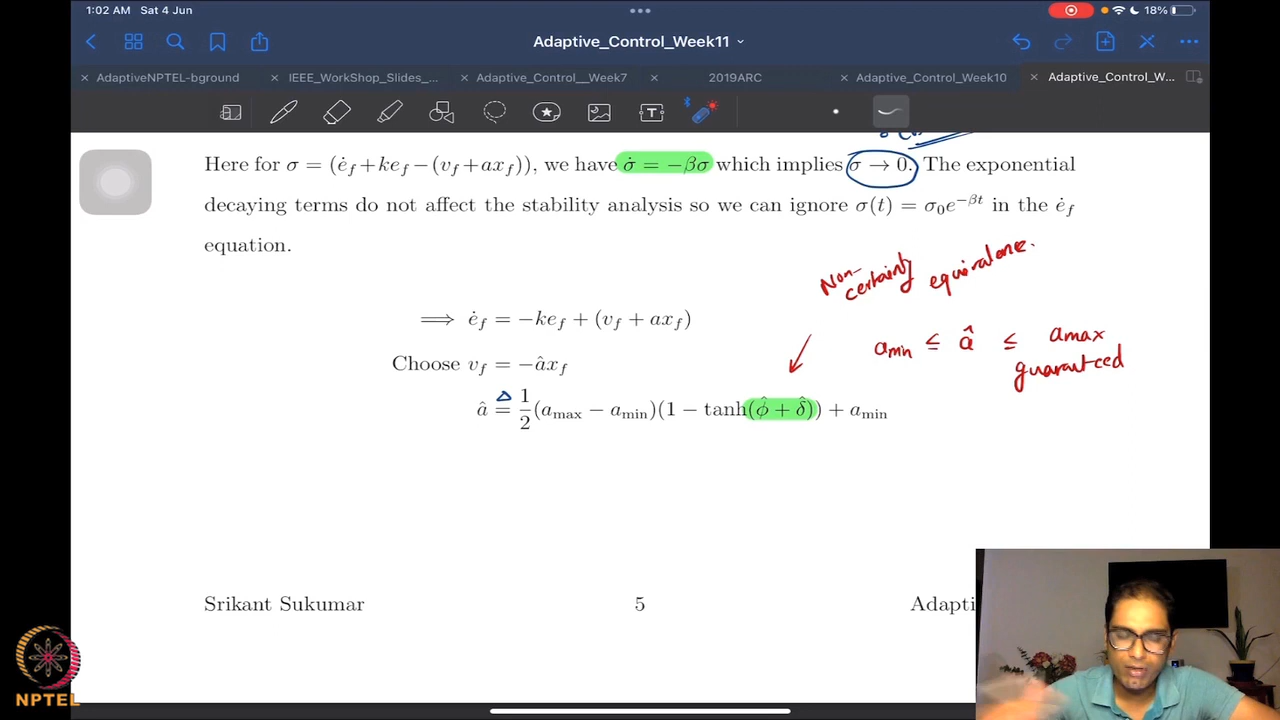 1:02 AM Sat 4 Jun
18%
Adaptive_Control_Week11
AdaptiveNPTEL-bground
IEEE_WorkShop_Slides_...
Adaptive_Control__Week7
2019ARC
Adaptive_Control_Week10
Adaptive_Control_W...
Here for σ = (ė_f + ke_f − (v_f + ax_f)), we have σ̇ = −βσ which implies σ → 0. The exponential
decaying terms do not affect the stability analysis so we can ignore σ(t) = σ₀e^{−βt} in the ė_f
equation.
Non-certainty equivalence.
⟹ ė_f = −ke_f + (v_f + ax_f)
a_min ≤ â ≤ a_max
guaranteed
Choose v_f = −âx_f
â ≜ 1/2 (a_max − a_min)(1 − tanh(φ̂ + δ̂)) + a_min
Srikant Sukumar
5
Adapti
NPTEL